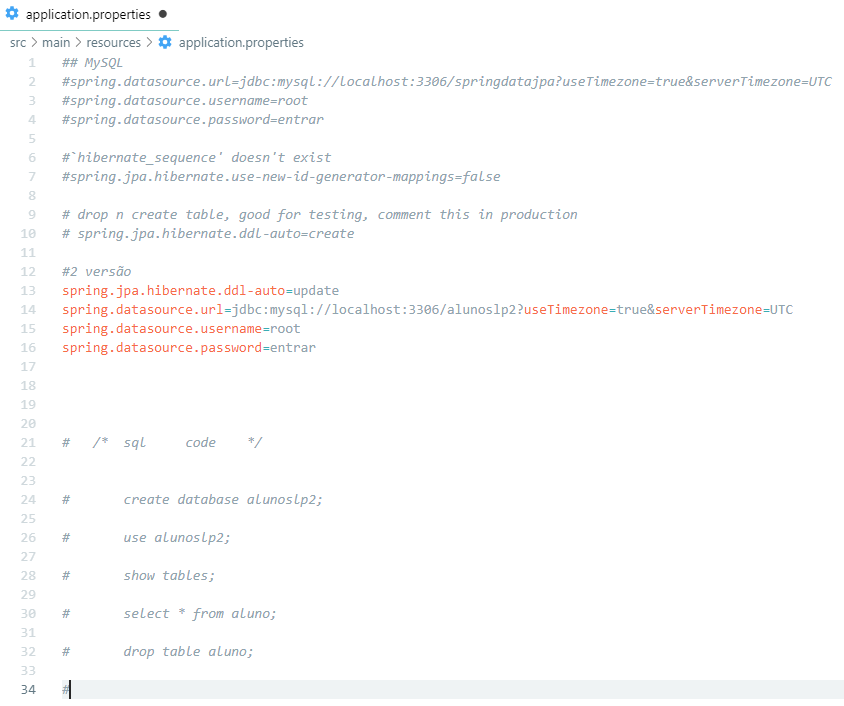 application.properties
src > main > resources > application.properties
1 ## MySQL
2 #spring.datasource.url=jdbc:mysql://localhost:3306/springdatajpa?useTimezone=true&serverTimezone=UTC
3 #spring.datasource.username=root
4 #spring.datasource.password=entrar
5
6 #`hibernate_sequence' doesn't exist
7 #spring.jpa.hibernate.use-new-id-generator-mappings=false
8
9 # drop n create table, good for testing, comment this in production
10 # spring.jpa.hibernate.ddl-auto=create
11
12 #2 versão
13 spring.jpa.hibernate.ddl-auto=update
14 spring.datasource.url=jdbc:mysql://localhost:3306/alunoslp2?useTimezone=true&serverTimezone=UTC
15 spring.datasource.username=root
16 spring.datasource.password=entrar
17
18
19
20
21 #   /*  sql     code    */
22
23
24 #       create database alunoslp2;
25
26 #       use alunoslp2;
27
28 #       show tables;
29
30 #       select * from aluno;
31
32 #       drop table aluno;
33
34 #